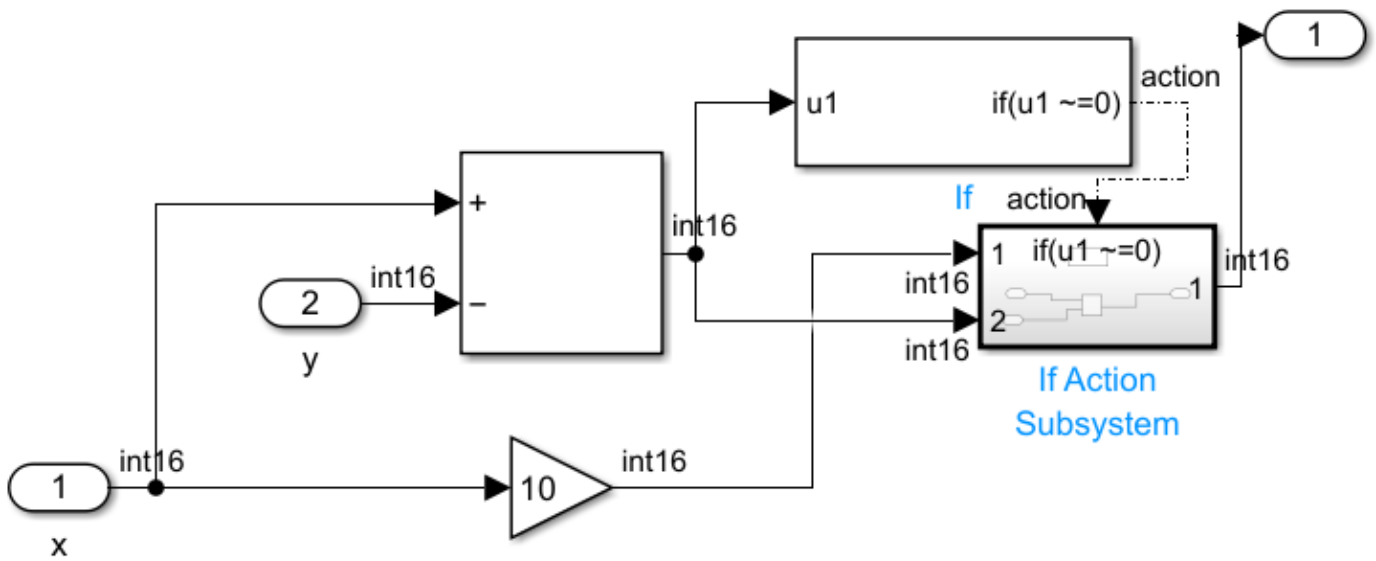 1
action
u1
if(u1 ~=0)
+
If
action
int16
int16
1
if(u1 ~=0)
int16
2
−
int16
1
2
y
int16
If Action
Subsystem
int16
int16
1
10
x